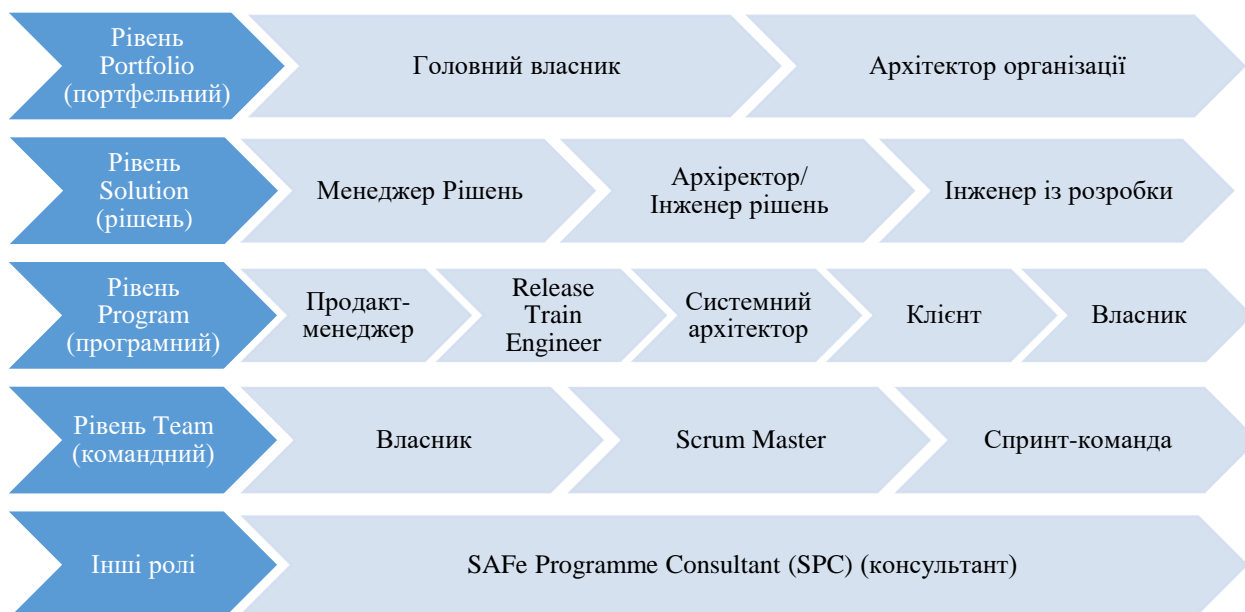 Рівень
Portfolio
(портфельний)
Головний власник
Архітектор організації
Рівень
Solution
(рішень)
Менеджер Рішень
Архіректор/
Інженер рішень
Інженер із розробки
Рівень
Program
(програмний)
Продакт-
менеджер
Release
Train
Engineer
Системний
архітектор
Клієнт
Власник
Рівень Team
(командний)
Власник
Scrum Master
Спринт-команда
Інші ролі
SAFe Programme Consultant (SPC) (консультант)